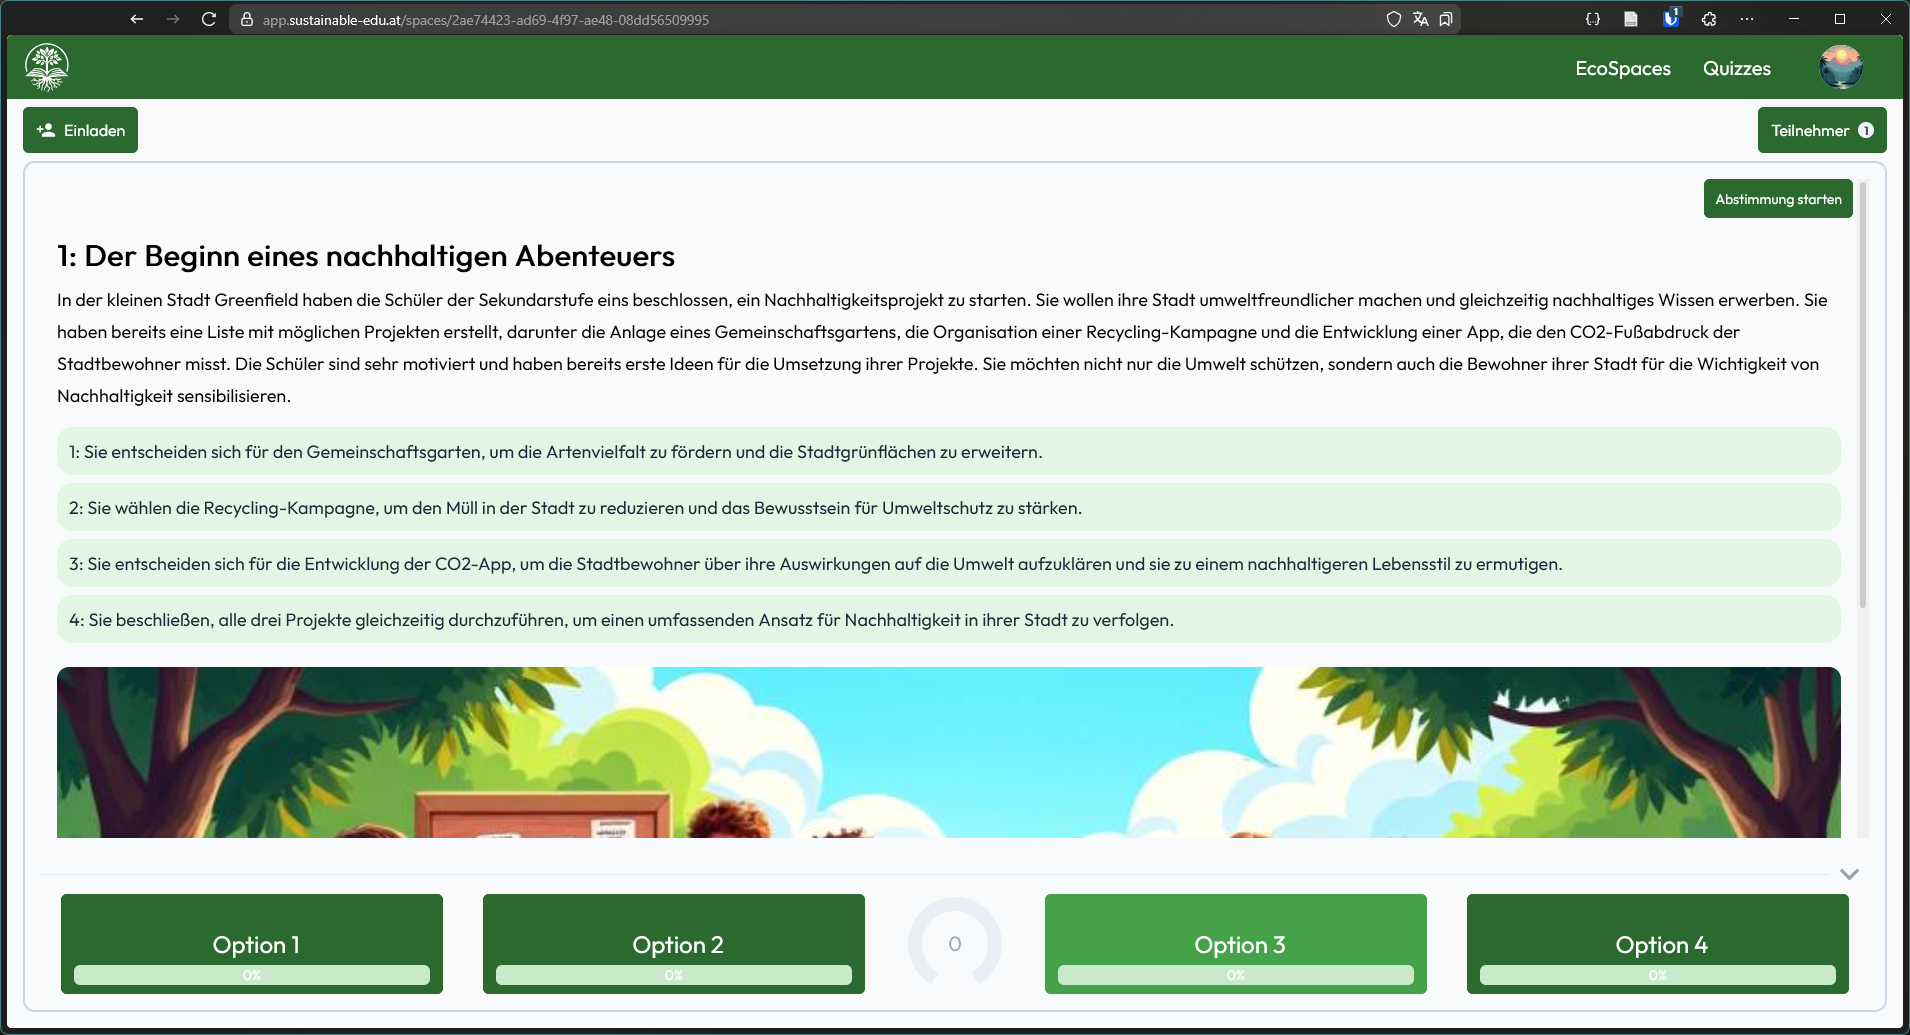 app.sustainable-edu.at/spaces/2ae74423-ad69-4f97-ae48-08dd56509995
1
EcoSpaces
Quizzes
Einladen
Teilnehmer 1
Abstimmung starten
1: Der Beginn eines nachhaltigen Abenteuers
In der kleinen Stadt Greenfield haben die Schüler der Sekundarstufe eins beschlossen, ein Nachhaltigkeitsprojekt zu starten. Sie wollen ihre Stadt umweltfreundlicher machen und gleichzeitig nachhaltiges Wissen erwerben. Sie
haben bereits eine Liste mit möglichen Projekten erstellt, darunter die Anlage eines Gemeinschaftsgartens, die Organisation einer Recycling-Kampagne und die Entwicklung einer App, die den CO2-Fußabdruck der
Stadtbewohner misst. Die Schüler sind sehr motiviert und haben bereits erste Ideen für die Umsetzung ihrer Projekte. Sie möchten nicht nur die Umwelt schützen, sondern auch die Bewohner ihrer Stadt für die Wichtigkeit von
Nachhaltigkeit sensibilisieren.
1: Sie entscheiden sich für den Gemeinschaftsgarten, um die Artenvielfalt zu fördern und die Stadtgrünflächen zu erweitern.
2: Sie wählen die Recycling-Kampagne, um den Müll in der Stadt zu reduzieren und das Bewusstsein für Umweltschutz zu stärken.
3: Sie entscheiden sich für die Entwicklung der CO2-App, um die Stadtbewohner über ihre Auswirkungen auf die Umwelt aufzuklären und sie zu einem nachhaltigeren Lebensstil zu ermutigen.
4: Sie beschließen, alle drei Projekte gleichzeitig durchzuführen, um einen umfassenden Ansatz für Nachhaltigkeit in ihrer Stadt zu verfolgen.
Option 1
0%
Option 2
0%
0
Option 3
0%
Option 4
0%